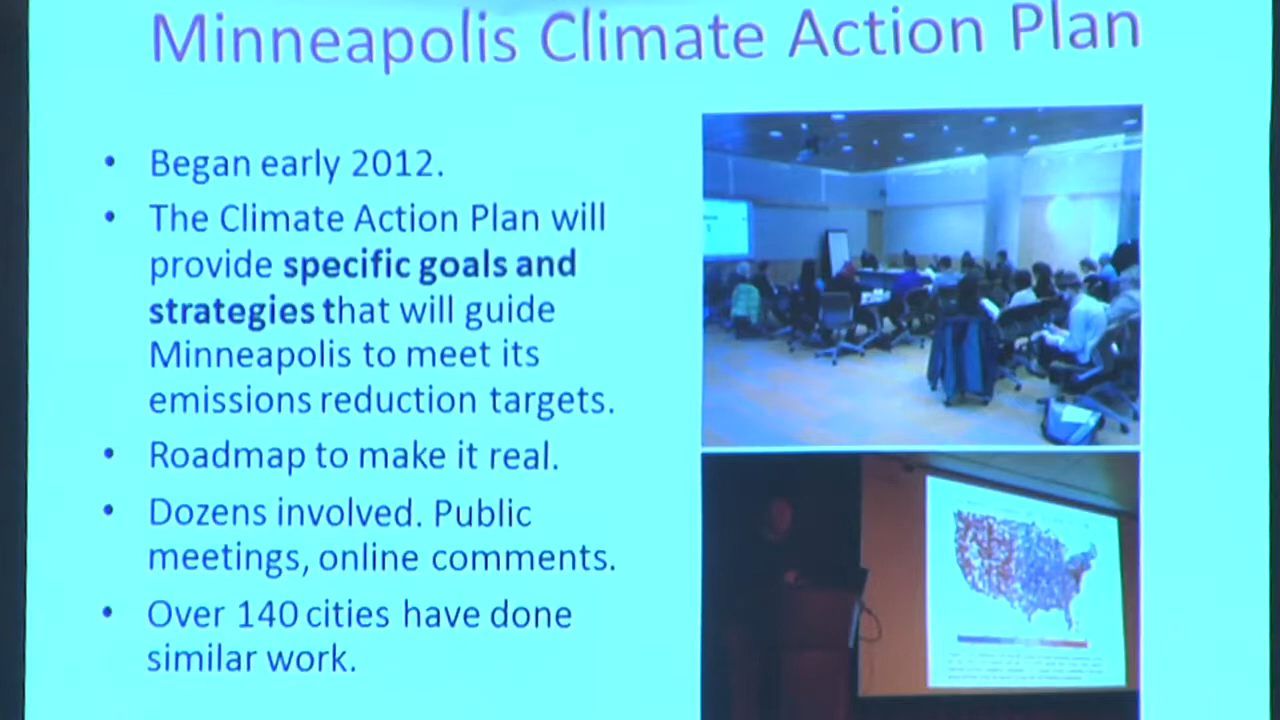 Minneapolis Climate Action Plan
• Began early 2012.
• The Climate Action Plan will
provide specific goals and
strategies that will guide
Minneapolis to meet its
emissions reduction targets.
• Roadmap to make it real.
• Dozens involved. Public
meetings, online comments.
• Over 140 cities have done
similar work.